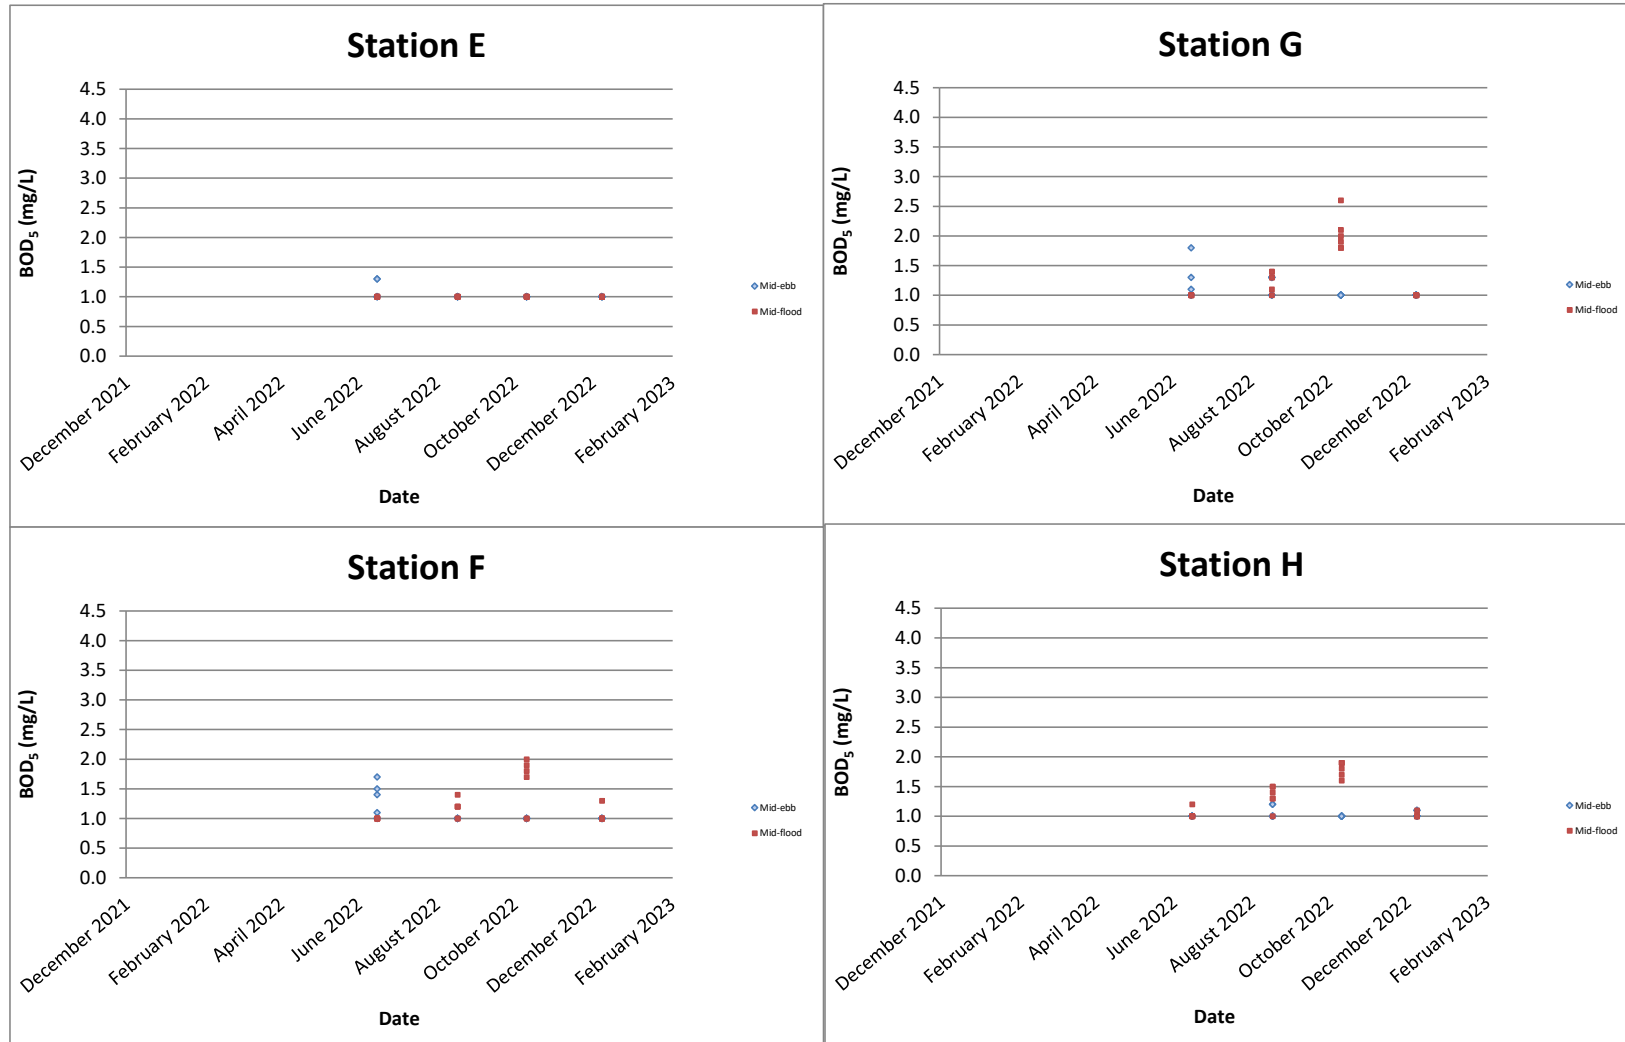 Station E
4.5
4.0
3.5
3.0
2.5
2.0
1.5
1.0
0.5
0.0
BOD5 (mg/L)
December 2021
February 2022
April 2022
June 2022
August 2022
October 2022
December 2022
February 2023
Date
Mid-ebb
Mid-flood
Station G
4.5
4.0
3.5
3.0
2.5
2.0
1.5
1.0
0.5
0.0
BOD5 (mg/L)
December 2021
February 2022
April 2022
June 2022
August 2022
October 2022
December 2022
February 2023
Date
Mid-ebb
Mid-flood
Station F
4.5
4.0
3.5
3.0
2.5
2.0
1.5
1.0
0.5
0.0
BOD5 (mg/L)
December 2021
February 2022
April 2022
June 2022
August 2022
October 2022
December 2022
February 2023
Date
Mid-ebb
Mid-flood
Station H
4.5
4.0
3.5
3.0
2.5
2.0
1.5
1.0
0.5
0.0
BOD5 (mg/L)
December 2021
February 2022
April 2022
June 2022
August 2022
October 2022
December 2022
February 2023
Date
Mid-ebb
Mid-flood